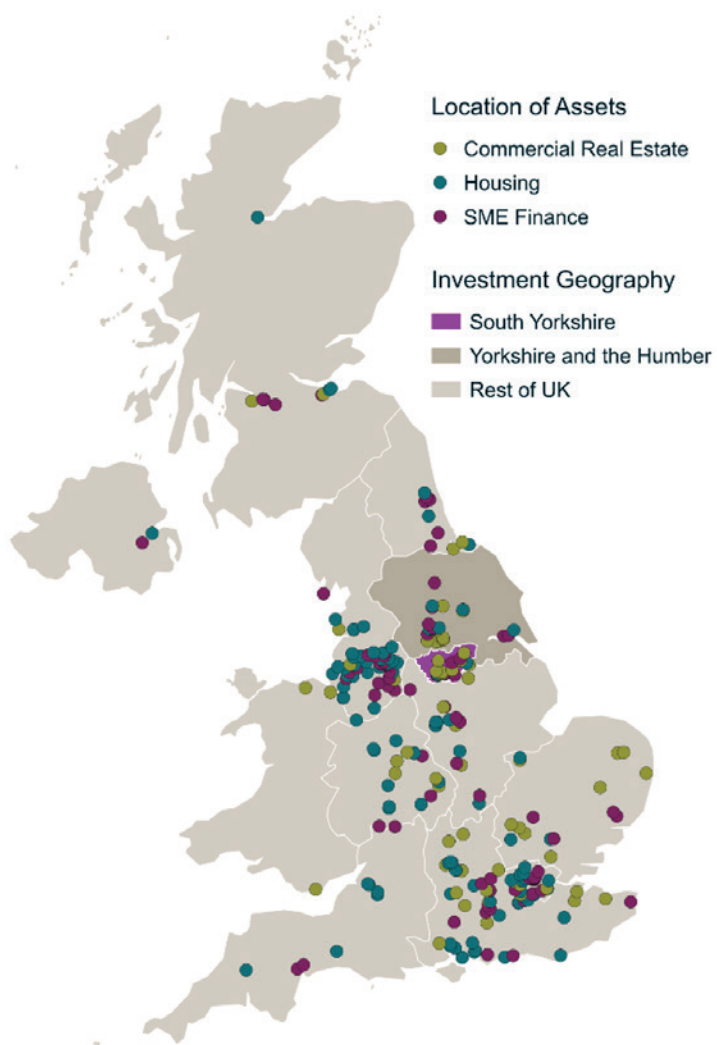 Location of Assets
Commercial Real Estate
Housing
SME Finance
Investment Geography
South Yorkshire
Yorkshire and the Humber
Rest of UK